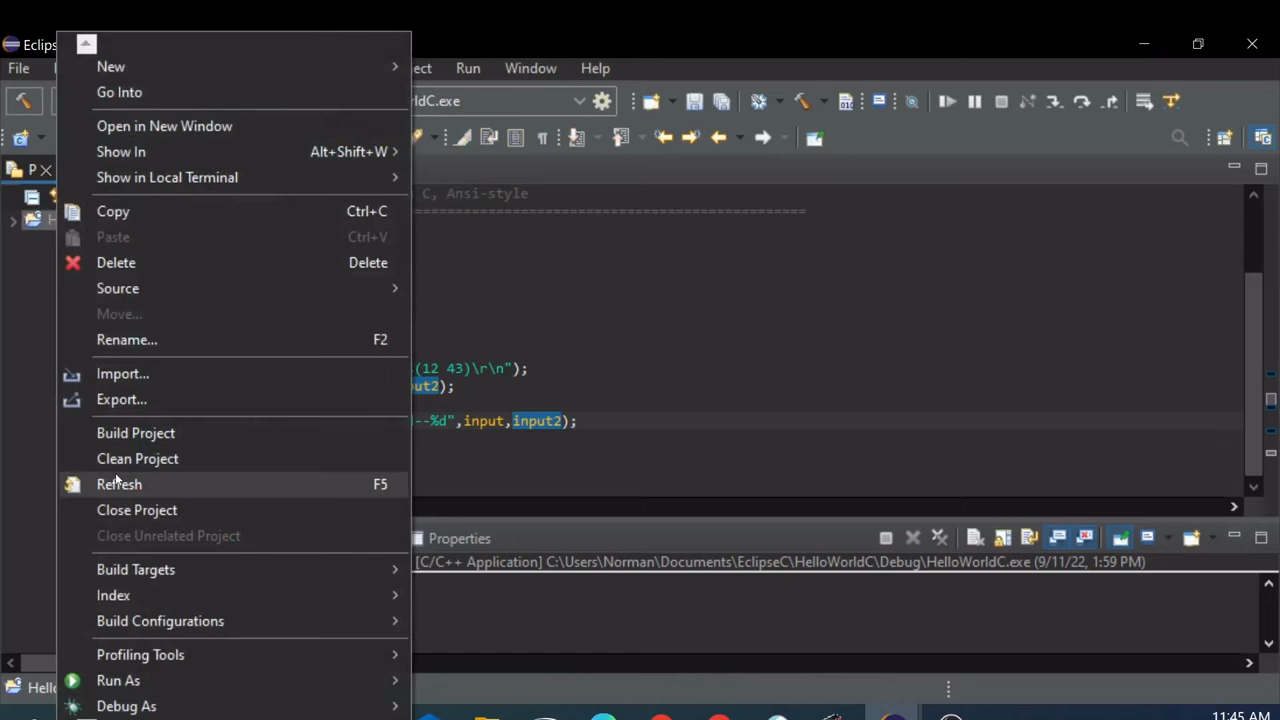 Eclips
File
ect Run Window Help
rldC.exe
P
H
New
Go Into
Open in New Window
Show In Alt+Shift+W
Show in Local Terminal
Copy Ctrl+C
Paste Ctrl+V
Delete Delete
Source
Move...
Rename... F2
Import...
Export...
Build Project
Clean Project
Refresh F5
Close Project
Close Unrelated Project
Build Targets
Index
Build Configurations
Profiling Tools
Run As
Debug As
C, Ansi-style
============================================
(12 43)\r\n");
ut2);
--%d",input,input2);
Properties
[C/C++ Application] C:\Users\Norman\Documents\EclipseC\HelloWorldC\Debug\HelloWorldC.exe (9/11/22, 1:59 PM)
Hello
11:45 AM